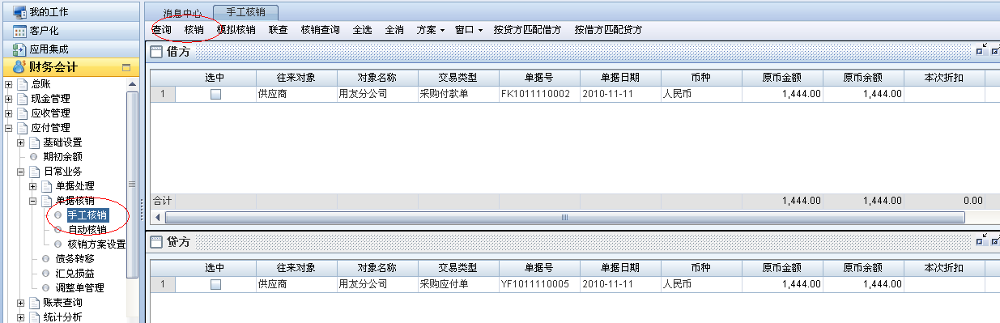 我的工作
客户化
应用集成
财务会计
总账
现金管理
应收管理
应付管理
基础设置
期初余额
日常业务
单据处理
单据核销
手工核销
自动核销
核销方案设置
债务转移
汇兑损益
调整单管理
账表查询
统计分析
消息中心 手工核销
查询 核销 模拟核销 联查 核销查询 全选 全消 方案 窗口 按贷方匹配借方 按借方匹配贷方
借方
选中 往来对象 对象名称 交易类型 单据号 单据日期 币种 原币金额 原币余额 本次折扣
1 供应商 用友分公司 采购付款单 FK1011110002 2010-11-11 人民币 1,444.00 1,444.00
合计 1,444.00 1,444.00 0.00
贷方
选中 往来对象 对象名称 交易类型 单据号 单据日期 币种 原币金额 原币余额 本次折扣
1 供应商 用友分公司 采购应付单 YF1011110005 2010-11-11 人民币 1,444.00 1,444.00